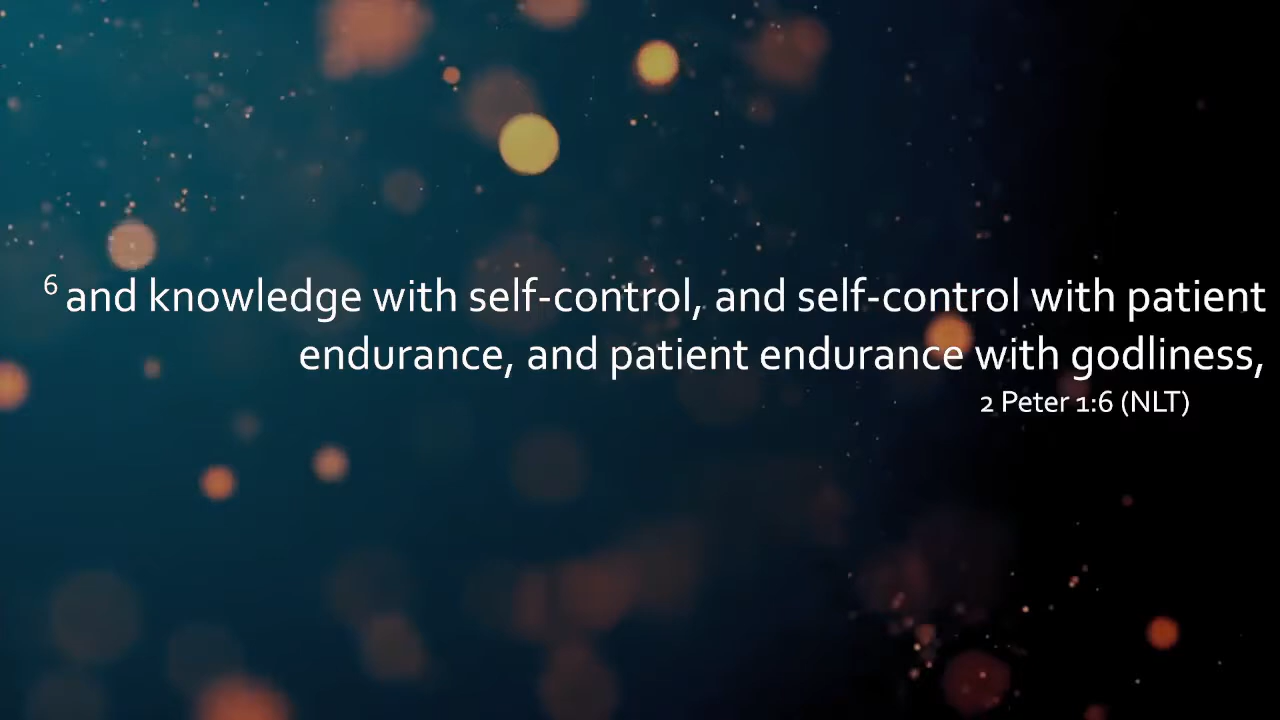 6 and knowledge with self-control, and self-control with patient
endurance, and patient endurance with godliness,
2 Peter 1:6 (NLT)